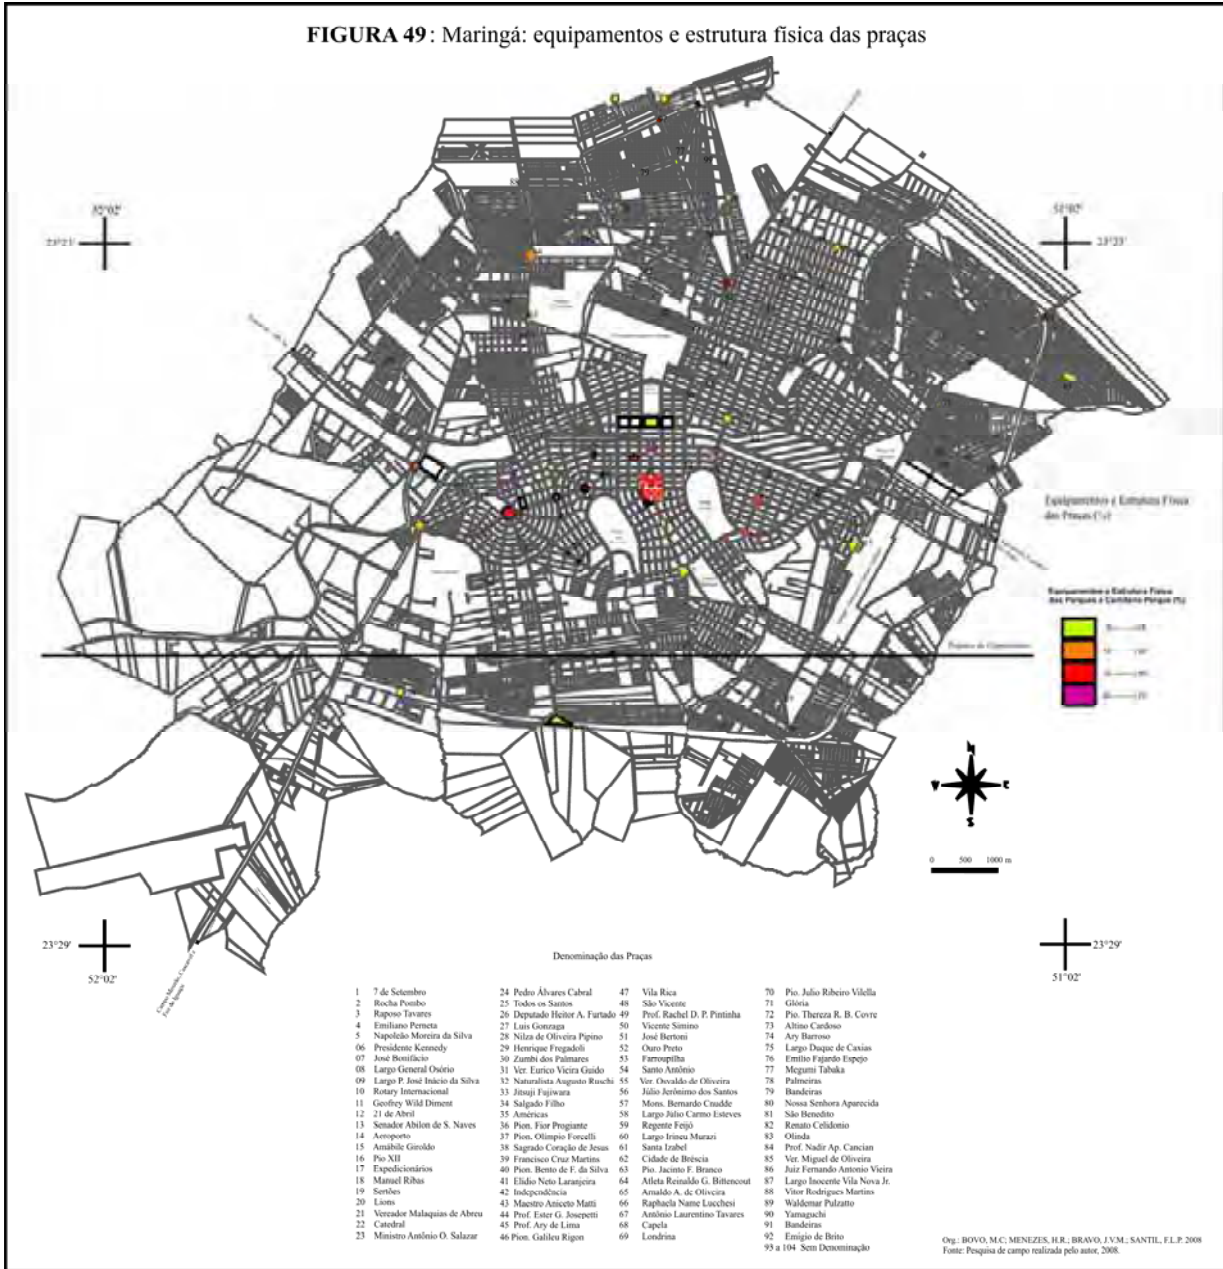 FIGURA 49: Maringá: equipamentos e estrutura física das praças
52°02'
23°23'
Equipamentos e Estrutura Física
das Praças (%)
Equipamentos e Estrutura Física
dos Parques e Cemitério Parque (%)
Trópico de Capricórnio
N
S
0 500 1000 m
23°29'
52°02'
23°29'
51°02'
Denominação das Praças
1 7 de Setembro
2 Rocha Pombo
3 Raposo Tavares
4 Emiliano Perneta
5 Napoleão Moreira da Silva
06 Presidente Kennedy
07 José Bonifácio
08 Largo General Osório
09 Largo P. José Inácio da Silva
10 Rotary Internacional
11 Geofrey Wild Diment
12 21 de Abril
13 Senador Abilon de S. Naves
14 Aeroporto
15 Amábile Giroldo
16 Pio XII
17 Expedicionários
18 Manuel Ribas
19 Sertões
20 Lions
21 Vereador Malaquias de Abreu
22 Catedral
23 Ministro Antônio O. Salazar
24 Pedro Álvares Cabral
25 Todos os Santos
26 Deputado Heitor A. Furtado
27 Luis Gonzaga
28 Nilza de Oliveira Pipino
29 Henrique Fregadoli
30 Zumbi dos Palmares
31 Ver. Eurico Vieira Guido
32 Naturalista Augusto Ruschi
33 Jitsuji Fujiwara
34 Salgado Filho
35 Américas
36 Pion. Fior Progiante
37 Pion. Olímpio Forcelli
38 Sagrado Coração de Jesus
39 Francisco Cruz Martins
40 Pion. Bento de F. da Silva
41 Elidio Neto Laranjeira
42 Independência
43 Maestro Aniceto Matti
44 Prof. Ester G. Josepetti
45 Prof. Ary de Lima
46 Pion. Galileu Rigon
47 Vila Rica
48 São Vicente
49 Prof. Rachel D. P. Pintinha
50 Vicente Simino
51 José Bertoni
52 Ouro Preto
53 Farroupilha
54 Santo Antônio
55 Ver. Osvaldo de Oliveira
56 Júlio Jerônimo dos Santos
57 Mons. Bernardo Cnudde
58 Largo Júlio Carmo Esteves
59 Regente Feijó
60 Largo Irineu Murazi
61 Santa Izabel
62 Cidade de Bréscia
63 Pio. Jacinto F. Branco
64 Atleta Reinaldo G. Bittencout
65 Arnaldo A. de Oliveira
66 Raphaela Name Lucchesi
67 Antônio Laurentino Tavares
68 Capela
69 Londrina
70 Pio. Julio Ribeiro Vilella
71 Glória
72 Pio. Thereza R. B. Covre
73 Altino Cardoso
74 Ary Barroso
75 Largo Duque de Caxias
76 Emílio Fajardo Espejo
77 Megumi Tabaka
78 Palmeiras
79 Bandeiras
80 Nossa Senhora Aparecida
81 São Benedito
82 Renato Celidonio
83 Olinda
84 Prof. Nadir Ap. Cancian
85 Ver. Miguel de Oliveira
86 Juiz Fernando Antonio Vieira
87 Largo Inocente Vila Nova Jr.
88 Vitor Rodrigues Martins
89 Waldemar Pulzatto
90 Yamaguchi
91 Bandeiras
92 Emigio de Brito
93 a 104 Sem Denominação
Org.: BOVO, M.C; MENEZES, H.R.; BRAVO, J.V.M.; SANTIL, F.L.P. 2008
Fonte: Pesquisa de campo realizada pelo autor, 2008.